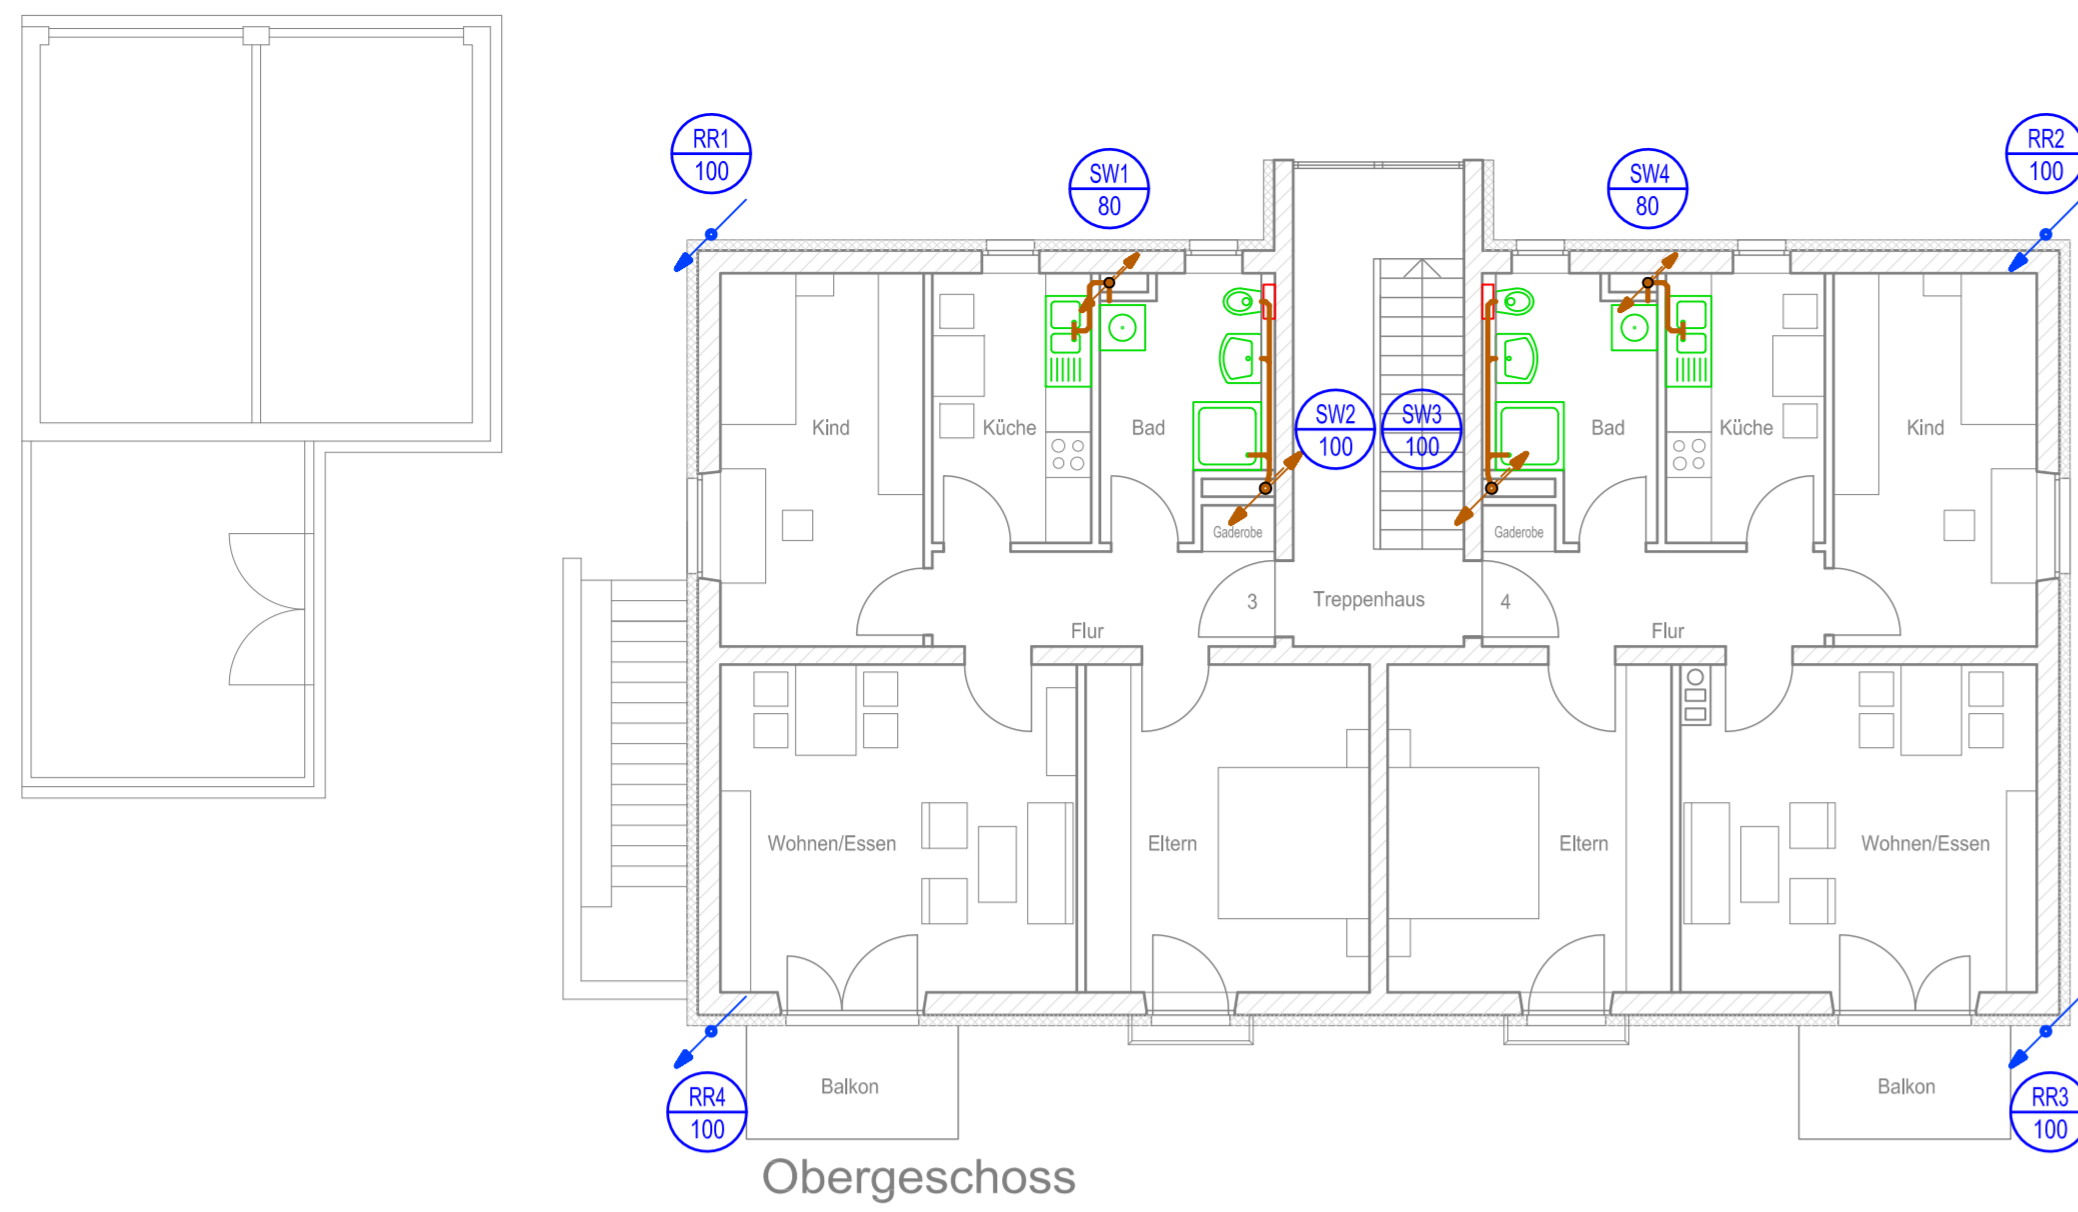 RR1
100
RR2
100
SW1
80
SW4
80
SW2
100
SW3
100
Kind
Küche
Bad
Bad
Küche
Kind
Gaderobe
Gaderobe
3
Treppenhaus
4
Flur
Flur
Wohnen/Essen
Eltern
Eltern
Wohnen/Essen
Balkon
Balkon
RR4
100
RR3
100
Obergeschoss